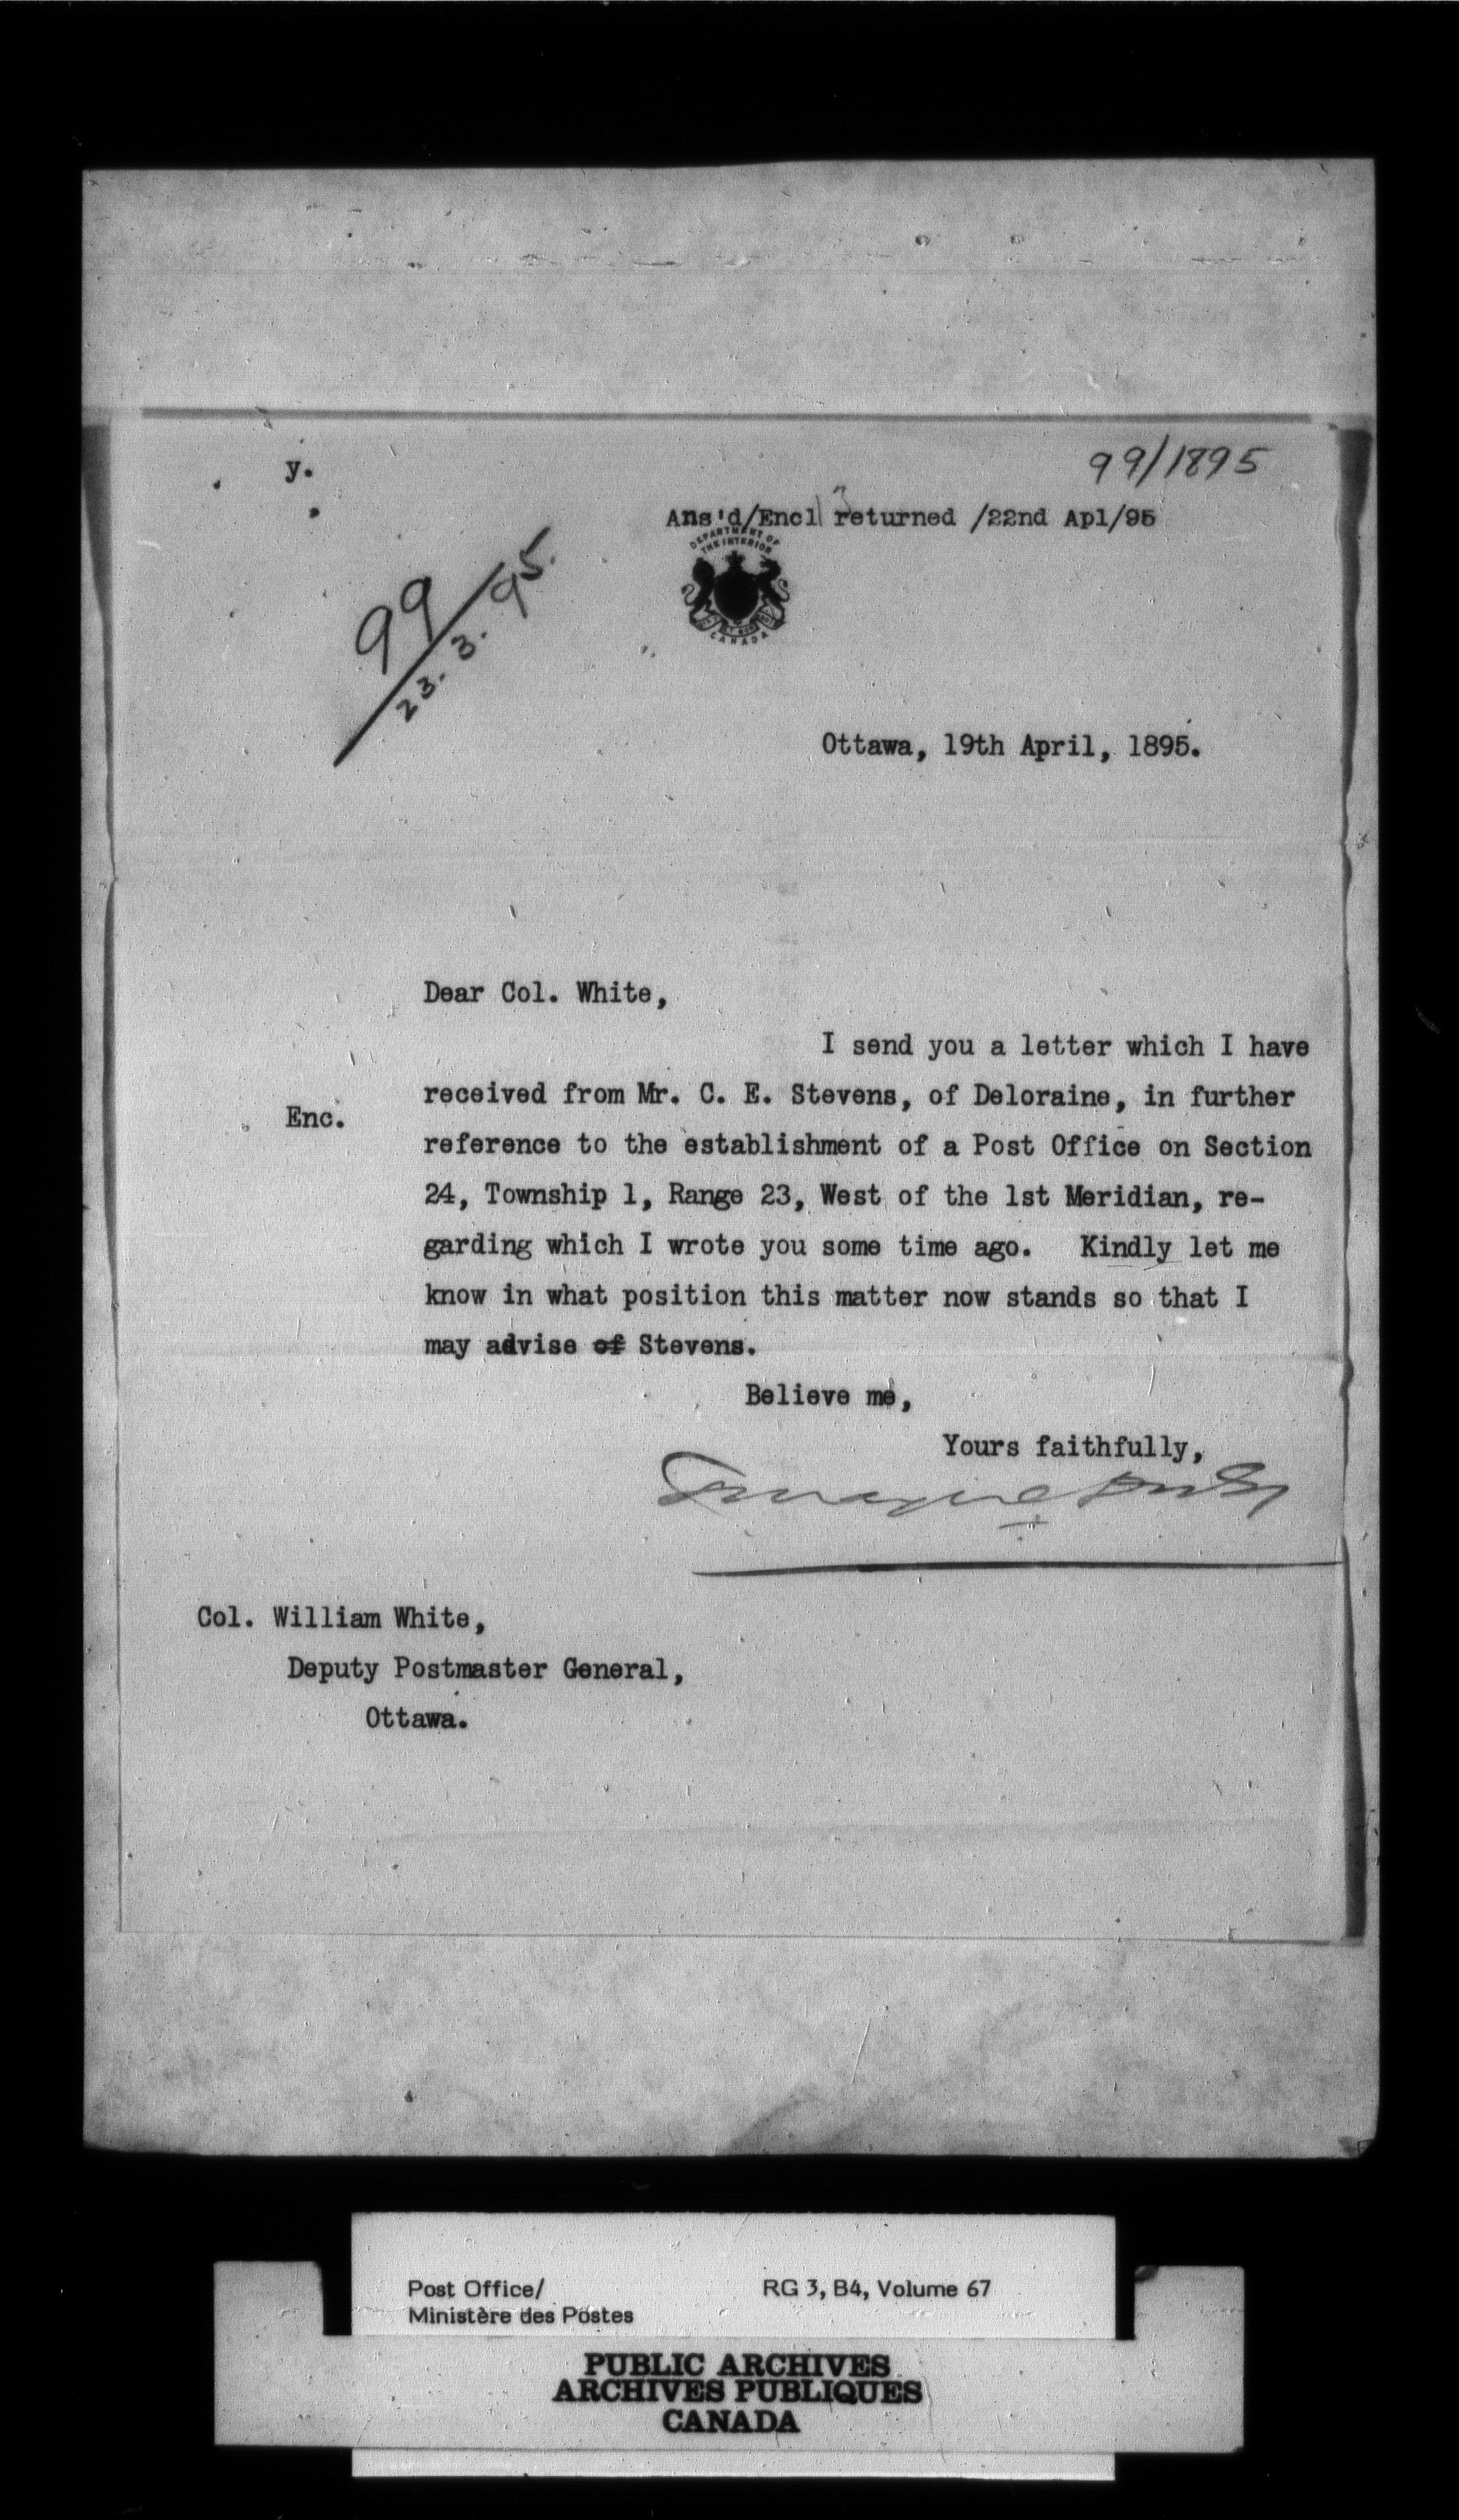 y.
99/1895
Ans'd/Encl returned /22nd Apl/95
DEPARTMENT OF
THE INTERIOR
CANADA
99/23.3.95.
Ottawa, 19th April, 1895.
Dear Col. White,
I send you a letter which I have
received from Mr. C. E. Stevens, of Deloraine, in further
Enc.
reference to the establishment of a Post Office on Section
24, Township 1, Range 23, West of the 1st Meridian, re-
garding which I wrote you some time ago. Kindly let me
know in what position this matter now stands so that I
may advise of Stevens.
Believe me,
Yours faithfully,
Col. William White,
Deputy Postmaster General,
Ottawa.
Post Office/
Ministère des Postes
RG 3, B4, Volume 67
PUBLIC ARCHIVES
ARCHIVES PUBLIQUES
CANADA